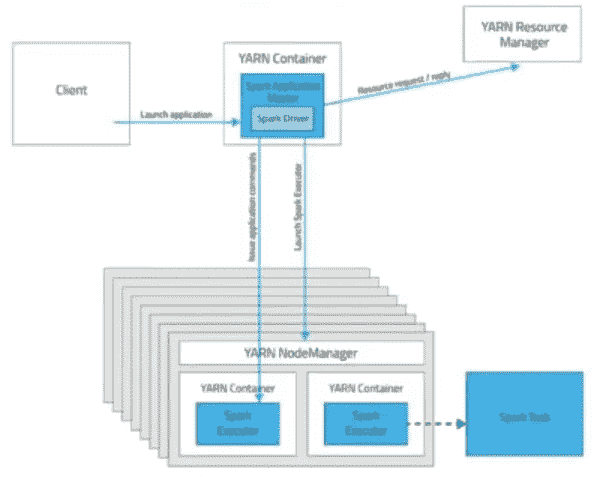 YARN Resource
Manager
YARN Container
Client
Spark Application
Master
Spark Driver
Launch application
Resource request / reply
Issue application commands
Launch Spark Executor
YARN NodeManager
YARN Container
Spark
Executor
YARN Container
Spark
Executor
Spark Task